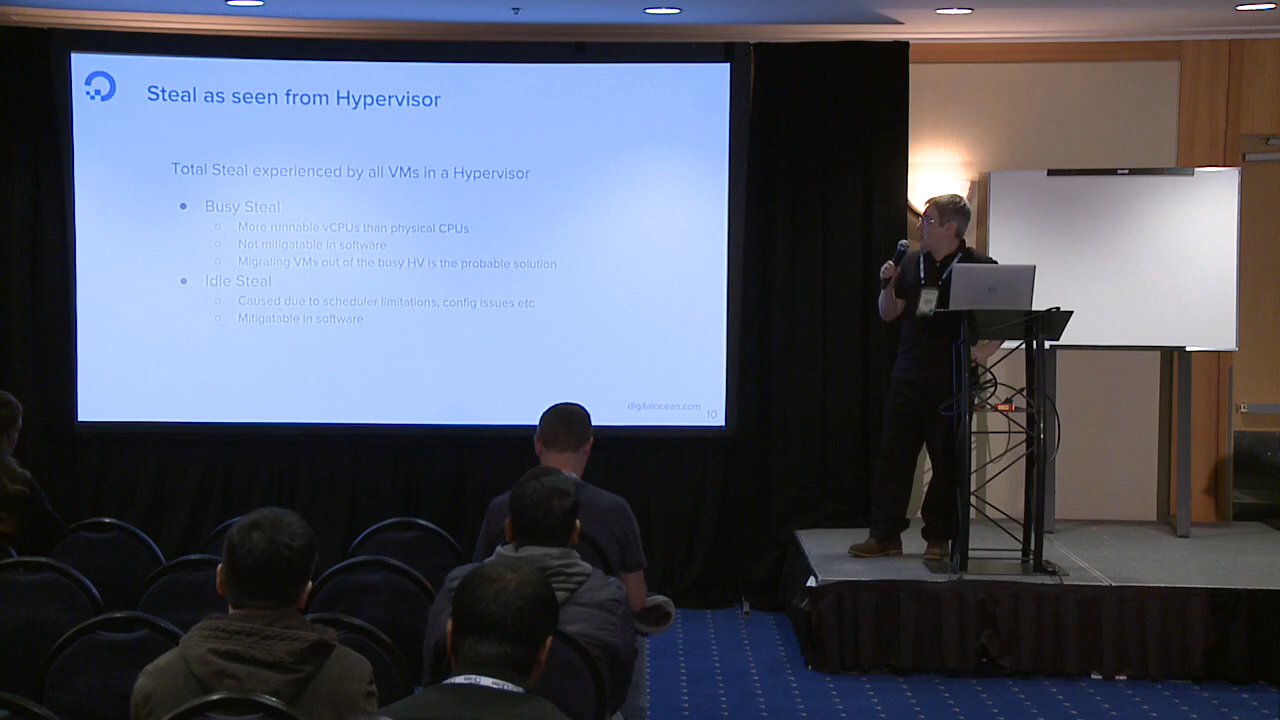 Steal as seen from Hypervisor
Total Steal experienced by all VMs in a Hypervisor
Busy Steal
More runnable vCPUs than physical CPUs
Not mitigatable in software
Migrating VMs out of the busy HV is the probable solution
Idle Steal
Caused due to scheduler limitations, config issues etc
Mitigatable in software
digitalocean.com
10